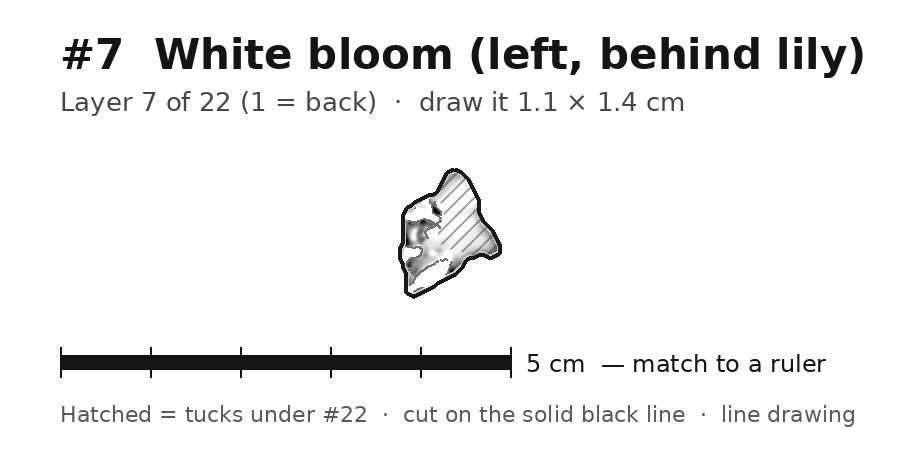 #7 White bloom (left, behind lily)
Layer 7 of 22 (1 = back) · draw it 1.1 × 1.4 cm
5 cm — match to a ruler
Hatched = tucks under #22 · cut on the solid black line · line drawing